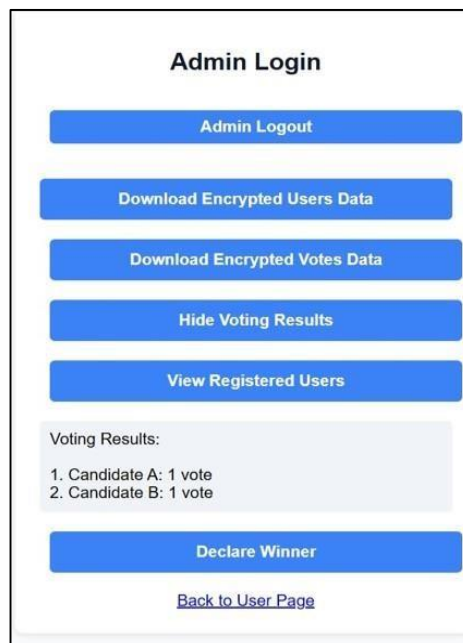 Admin Login
Admin Logout
Download Encrypted Users Data
Download Encrypted Votes Data
Hide Voting Results
View Registered Users
Voting Results:
1. Candidate A: 1 vote
2. Candidate B: 1 vote
Declare Winner
Back to User Page